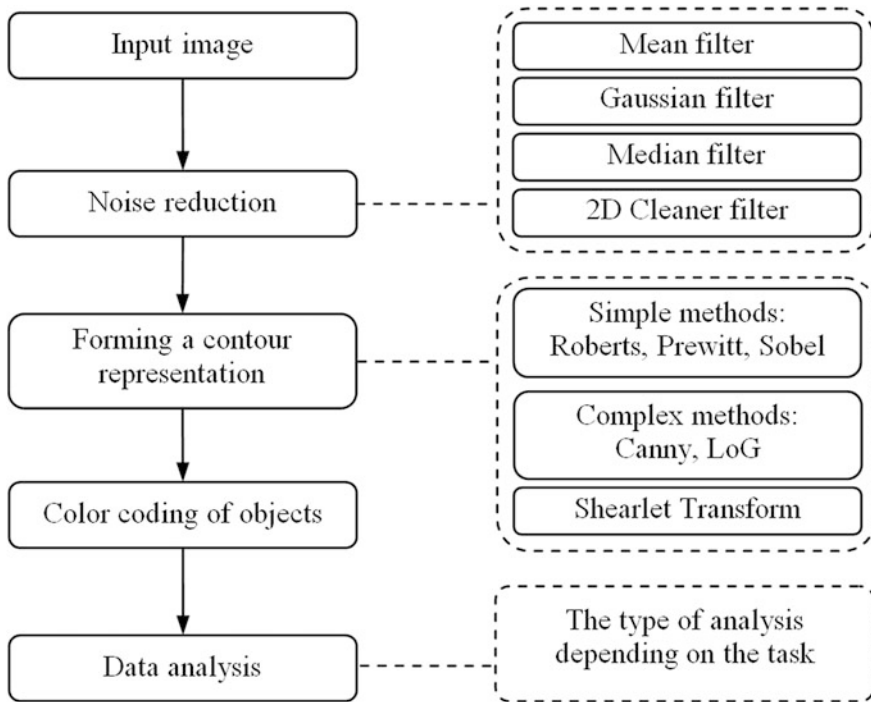 Input image
Noise reduction
Forming a contour
representation
Color coding of objects
Data analysis
Mean filter
Gaussian filter
Median filter
2D Cleaner filter
Simple methods:
Roberts, Prewitt, Sobel
Complex methods:
Canny, LoG
Shearlet Transform
The type of analysis
depending on the task